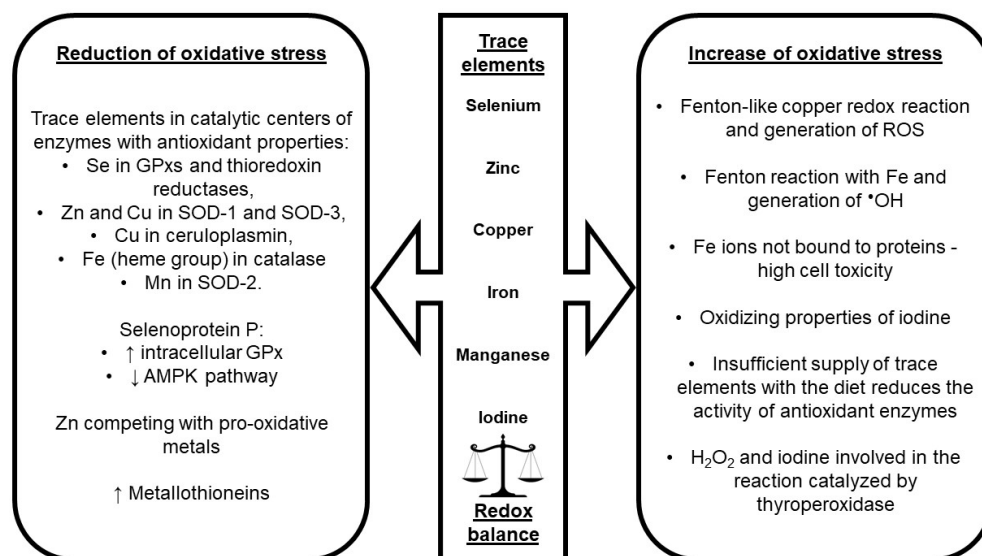 Reduction of oxidative stress
Trace elements in catalytic centers of
enzymes with antioxidant properties:
• Se in GPxs and thioredoxin
reductases,
• Zn and Cu in SOD-1 and SOD-3,
• Cu in ceruloplasmin,
• Fe (heme group) in catalase
• Mn in SOD-2.
Selenoprotein P:
• ↑ intracellular GPx
• ↓ AMPK pathway
Zn competing with pro-oxidative
metals
↑ Metallothioneins
Trace
elements
Selenium
Zinc
Copper
Iron
Manganese
Iodine
Redox
balance
Increase of oxidative stress
• Fenton-like copper redox reaction
and generation of ROS
• Fenton reaction with Fe and
generation of •OH
• Fe ions not bound to proteins -
high cell toxicity
• Oxidizing properties of iodine
• Insufficient supply of trace
elements with the diet reduces the
activity of antioxidant enzymes
• H₂O₂ and iodine involved in the
reaction catalyzed by
thyroperoxidase